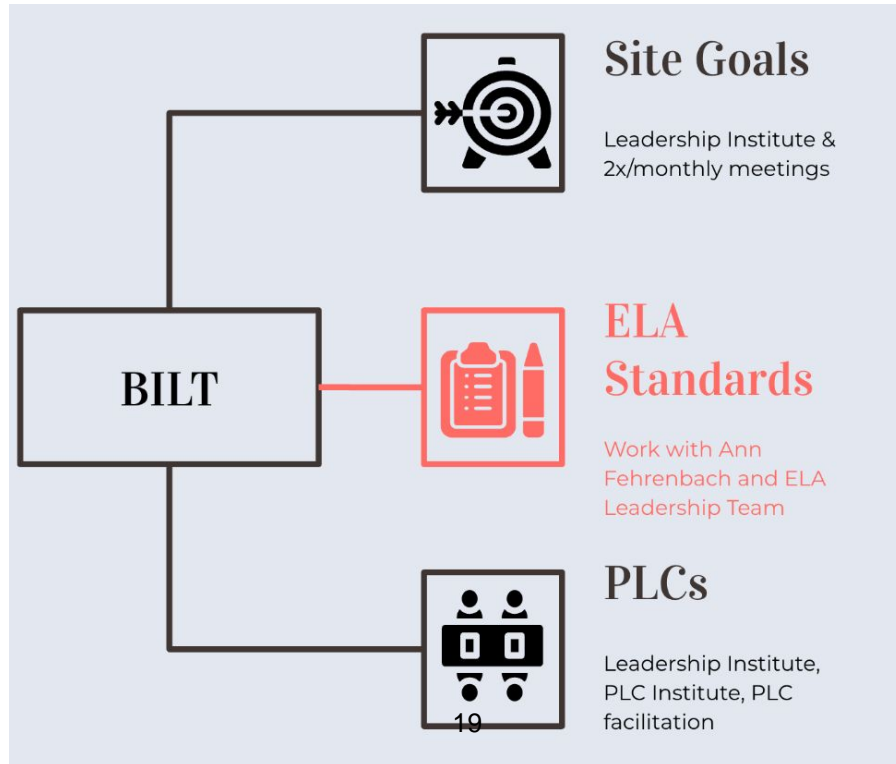 Site Goals
Leadership Institute &
2x/monthly meetings
BILT
ELA
Standards
Work with Ann
Fehrenbach and ELA
Leadership Team
PLCs
Leadership Institute,
PLC Institute, PLC
facilitation
19